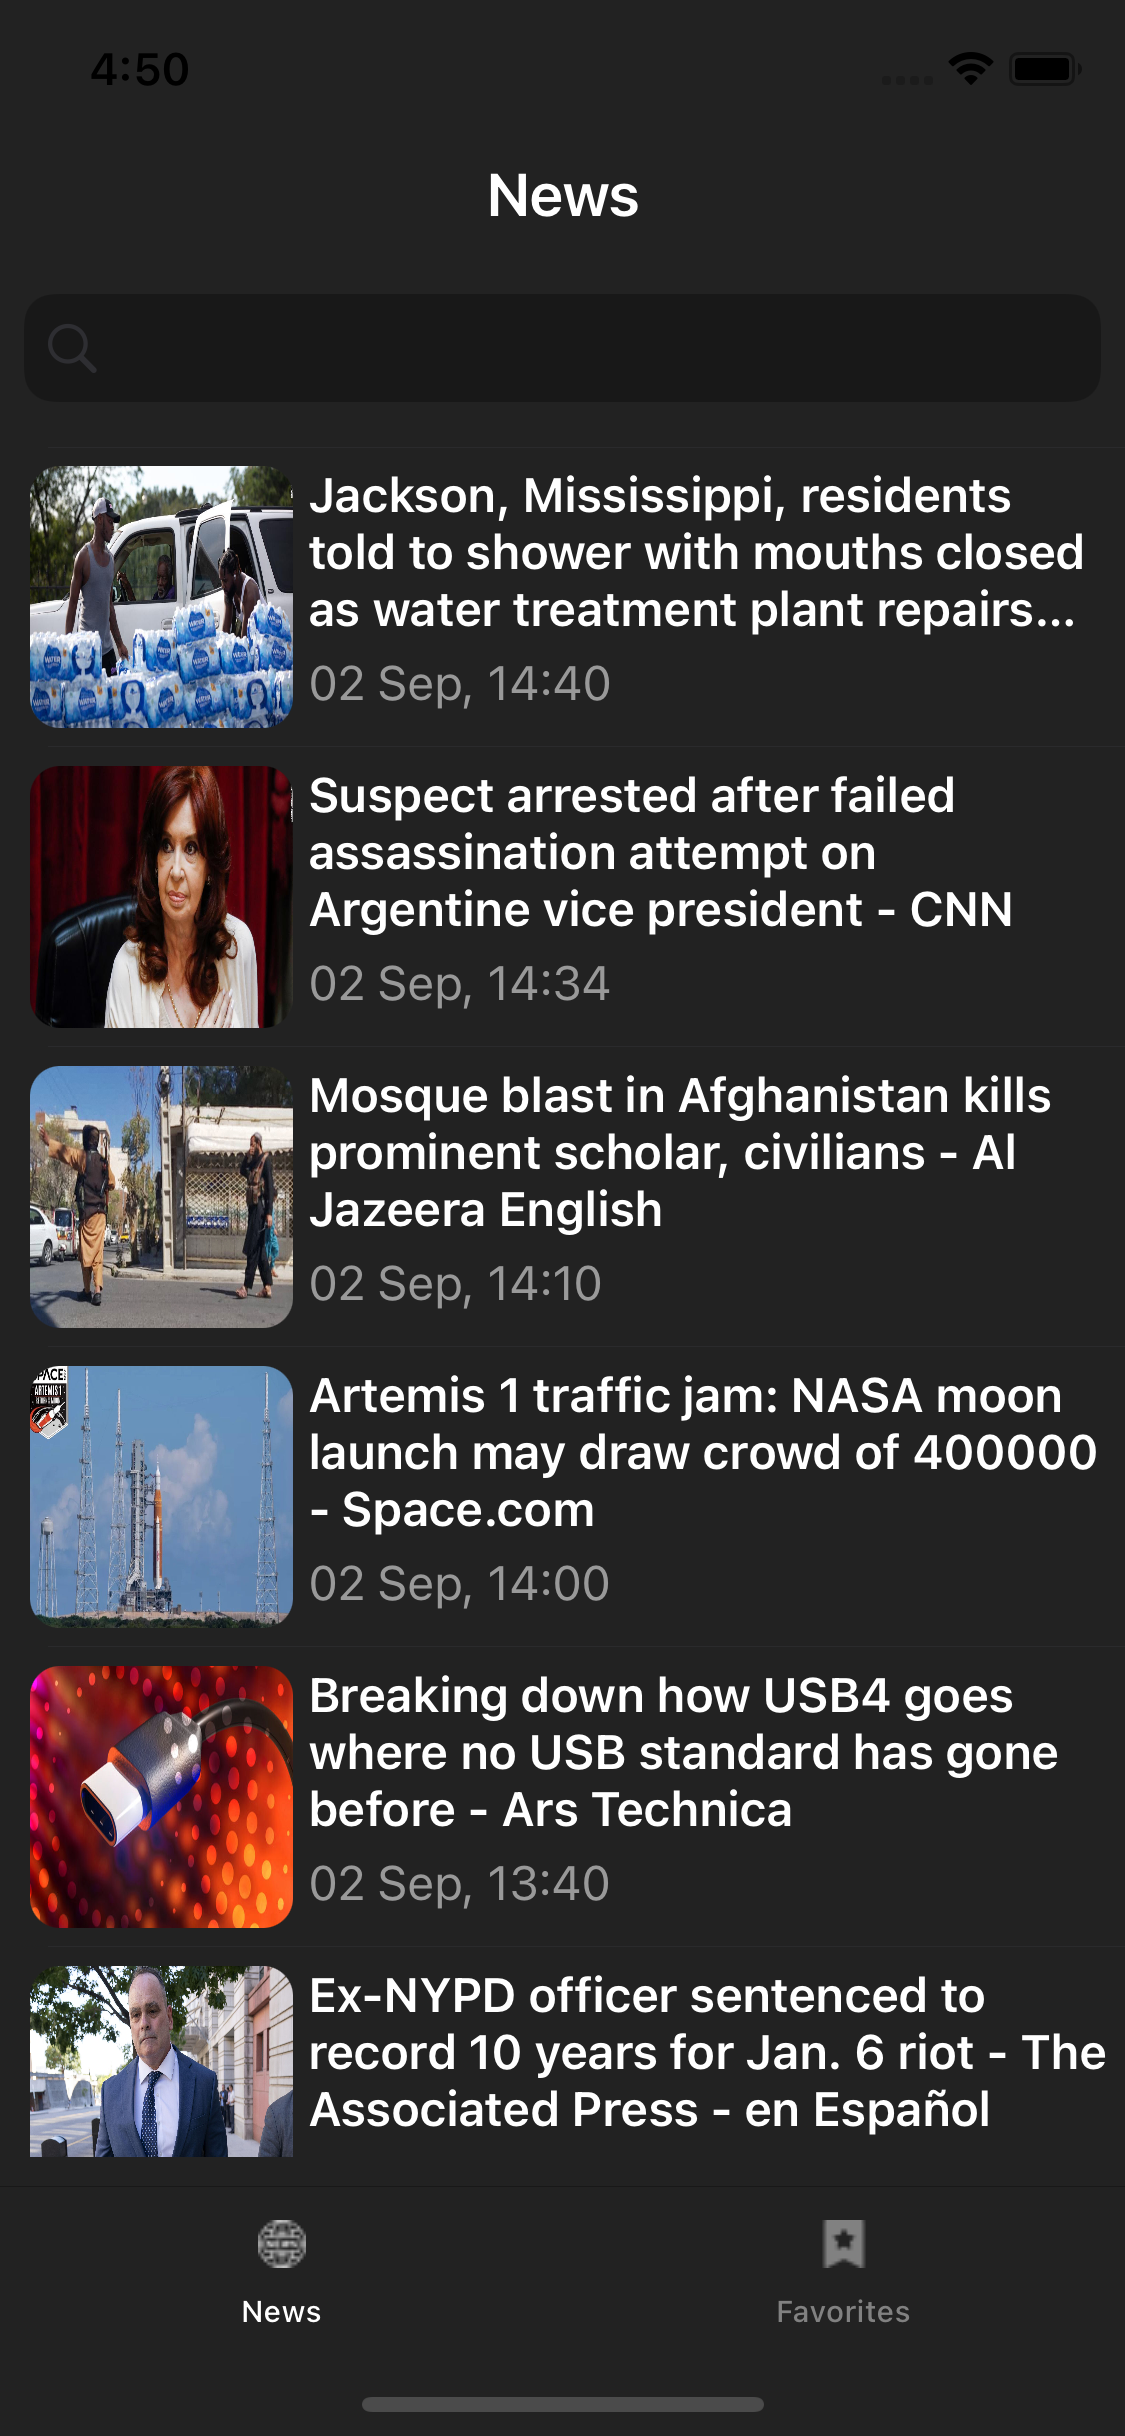 4:50
News
Jackson, Mississippi, residents
told to shower with mouths closed
as water treatment plant repairs...
02 Sep, 14:40
Suspect arrested after failed
assassination attempt on
Argentine vice president - CNN
02 Sep, 14:34
Mosque blast in Afghanistan kills
prominent scholar, civilians - Al
Jazeera English
02 Sep, 14:10
ARTEMIS 1
Artemis 1 traffic jam: NASA moon
launch may draw crowd of 400000
- Space.com
02 Sep, 14:00
Breaking down how USB4 goes
where no USB standard has gone
before - Ars Technica
02 Sep, 13:40
Ex-NYPD officer sentenced to
record 10 years for Jan. 6 riot - The
Associated Press - en Español
News
Favorites